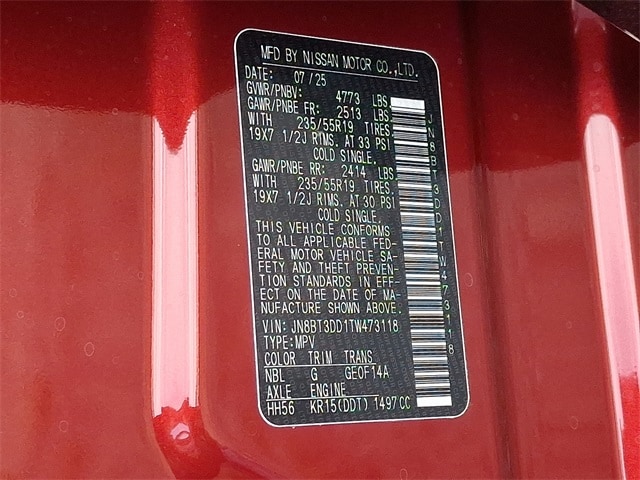 MFD BY NISSAN MOTOR CO.,LTD.
DATE: 07/25
GVWR/PNBV: 4773 LBS
GAWR/PNBE FR: 2513 LBS
WITH 235/55R19 TIRES.
19X7 1/2J RIMS. AT 33 PSI
COLD SINGLE.
GAWR/PNBE RR: 2414 LBS
WITH 235/55R19 TIRES.
19X7 1/2J RIMS. AT 30 PSI
COLD SINGLE.
THIS VEHICLE CONFORMS
TO ALL APPLICABLE FED-
ERAL MOTOR VEHICLE SA-
FETY AND THEFT PREVEN-
TION STANDARDS IN EFF-
ECT ON THE DATE OF MA-
NUFACTURE SHOWN ABOVE.
VIN: JN8BT3DD1TW473118
TYPE:MPV
COLOR TRIM TRANS
NBL G GE0F14A
AXLE ENGINE
HH56 KR15(DDT) 1497CC
JN8BT3DD1TW473118